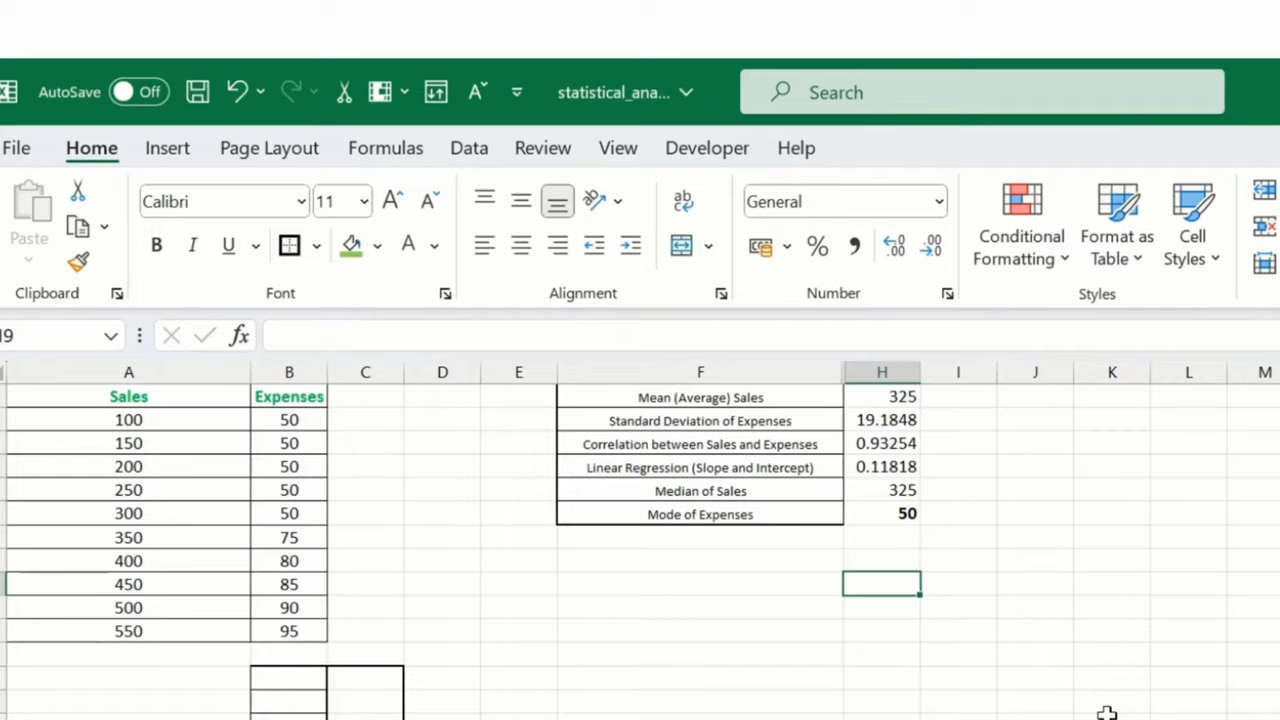 AutoSave Off statistical_ana... Search
File Home Insert Page Layout Formulas Data Review View Developer Help
Calibri 11 General
Paste
B I U A % Conditional Formatting Format as Table Cell Styles
Clipboard Font Alignment Number Styles
fx
A B C D E F H I J K L M
Sales Expenses Mean (Average) Sales 325
100 50 Standard Deviation of Expenses 19.1848
150 50 Correlation between Sales and Expenses 0.93254
200 50 Linear Regression (Slope and Intercept) 0.11818
250 50 Median of Sales 325
300 50 Mode of Expenses 50
350 75
400 80
450 85
500 90
550 95